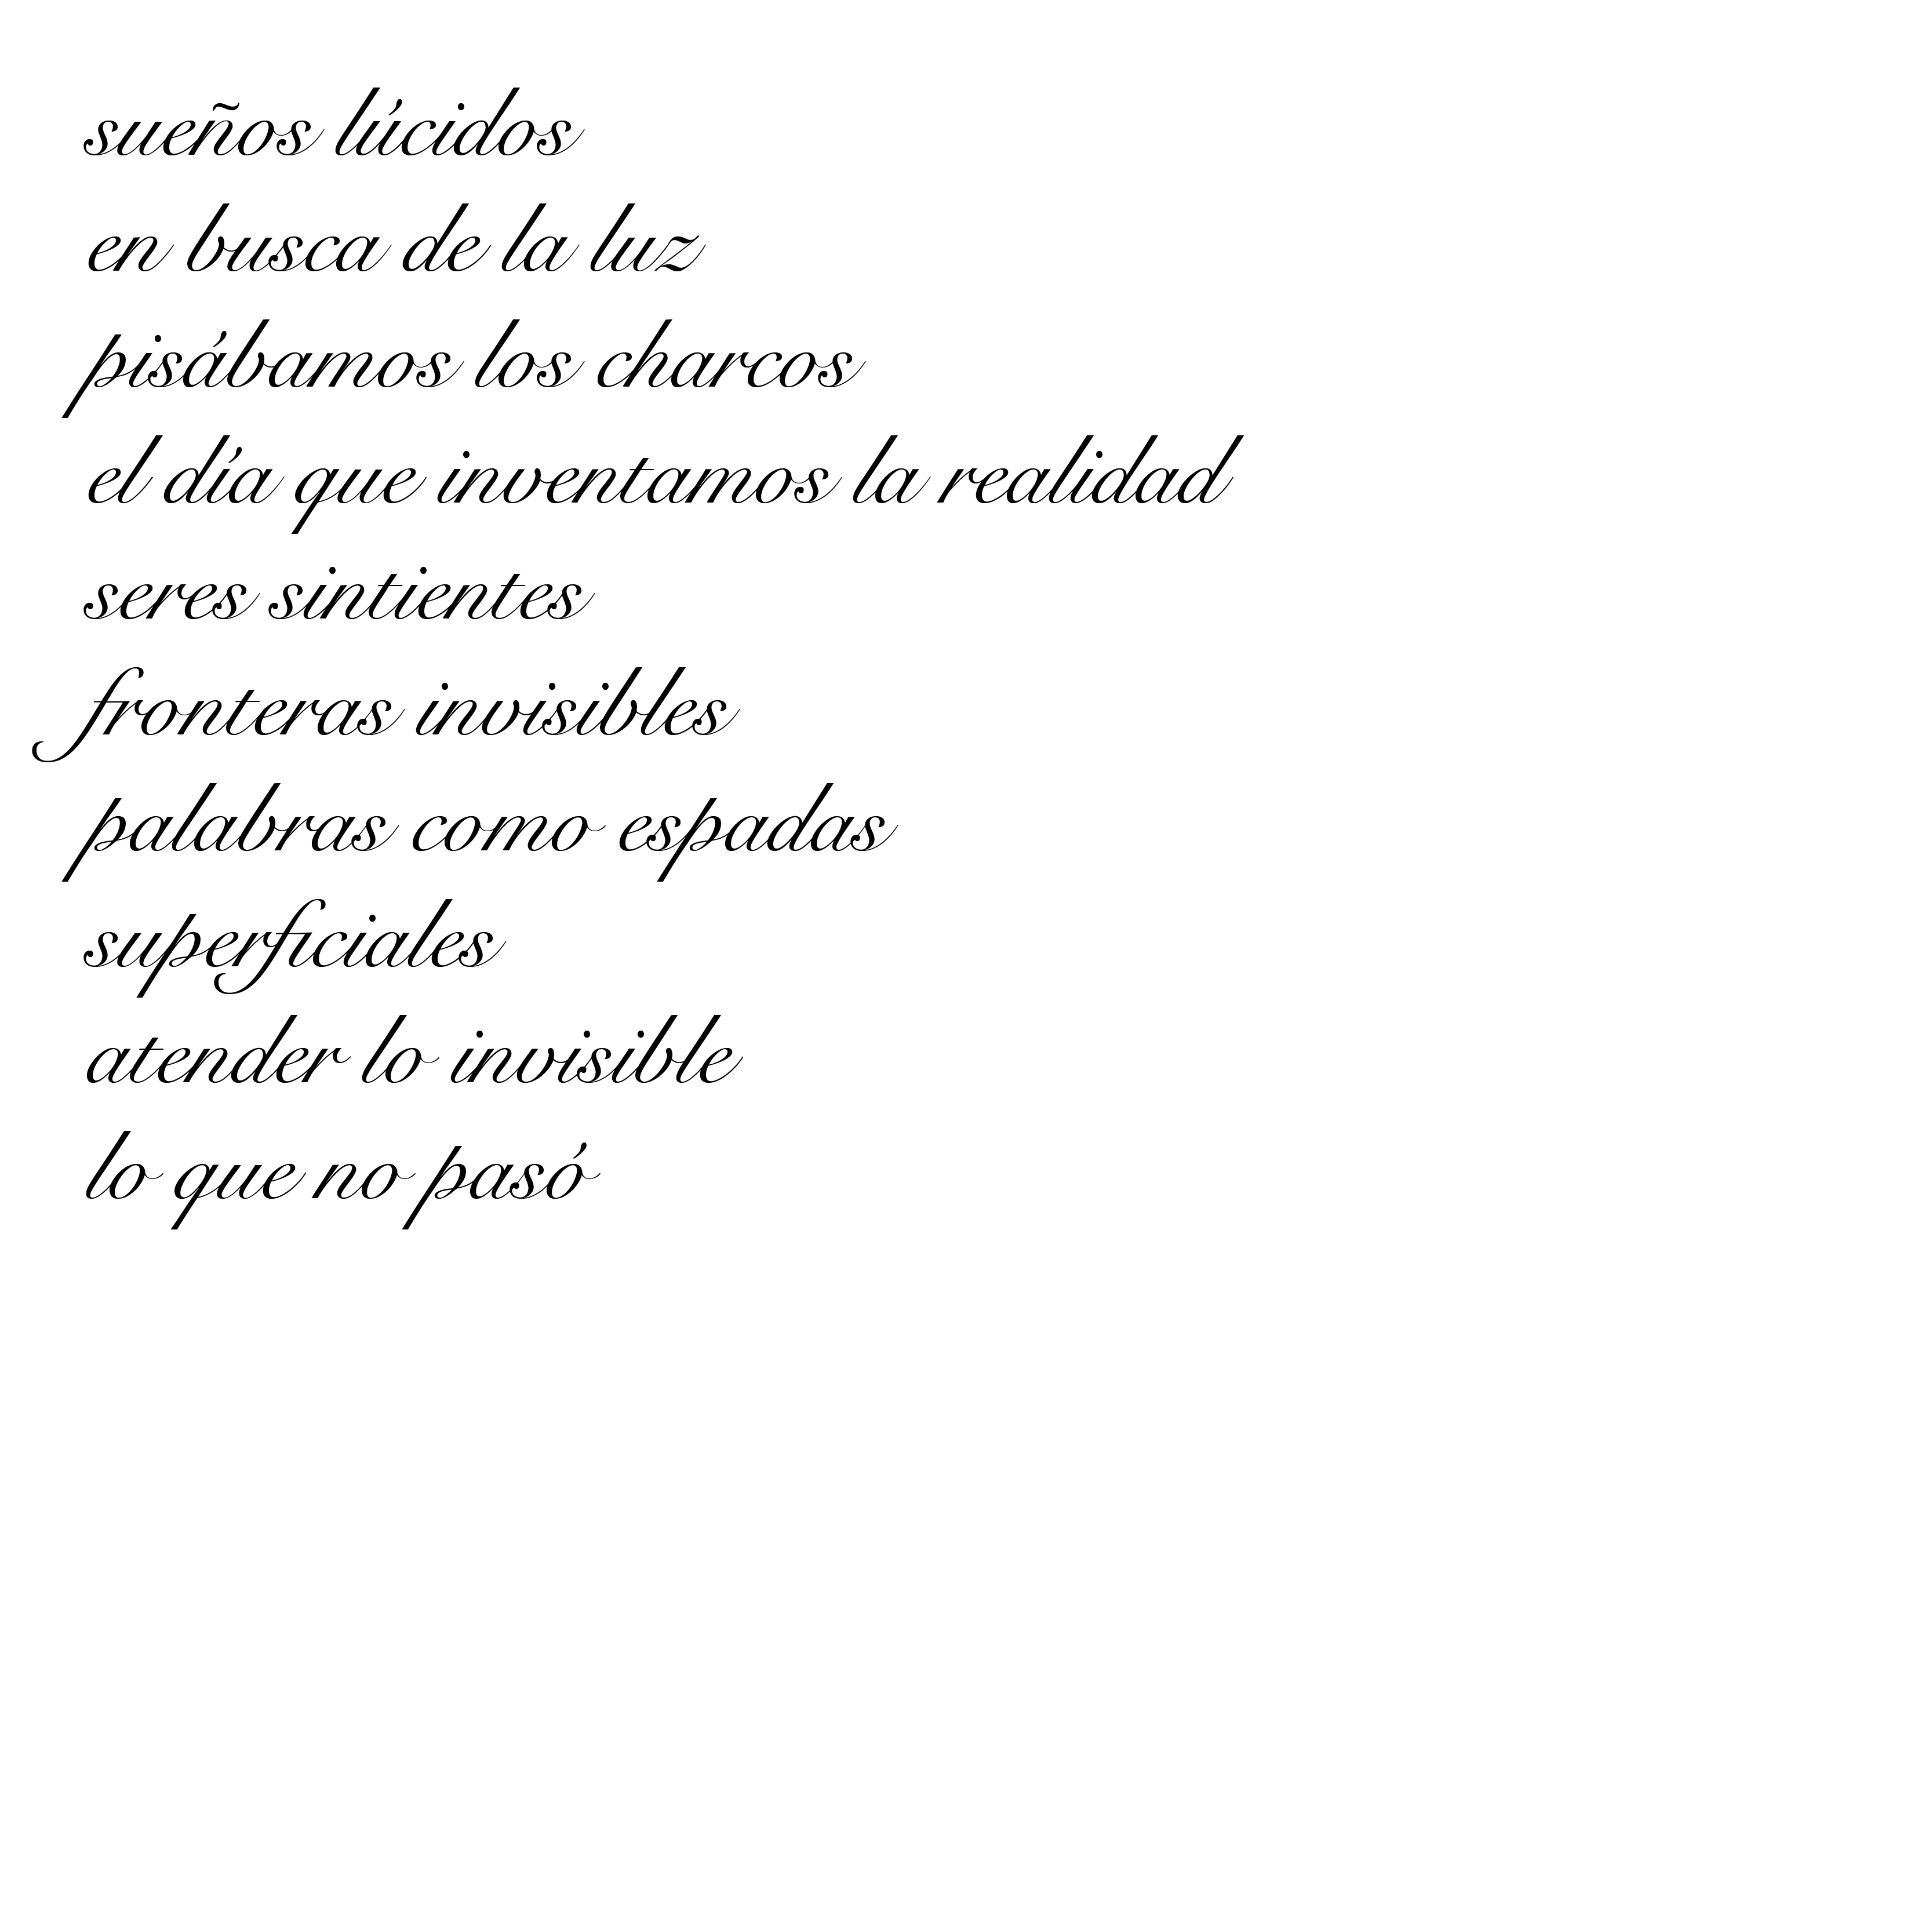 sueños lúcidos
en busca de la luz
pisábamos los charcos
el día que inventamos la realidad
seres sintientes
fronteras invisibles
palabras como espadas
superficiales
atender lo invisible
lo que no pasó